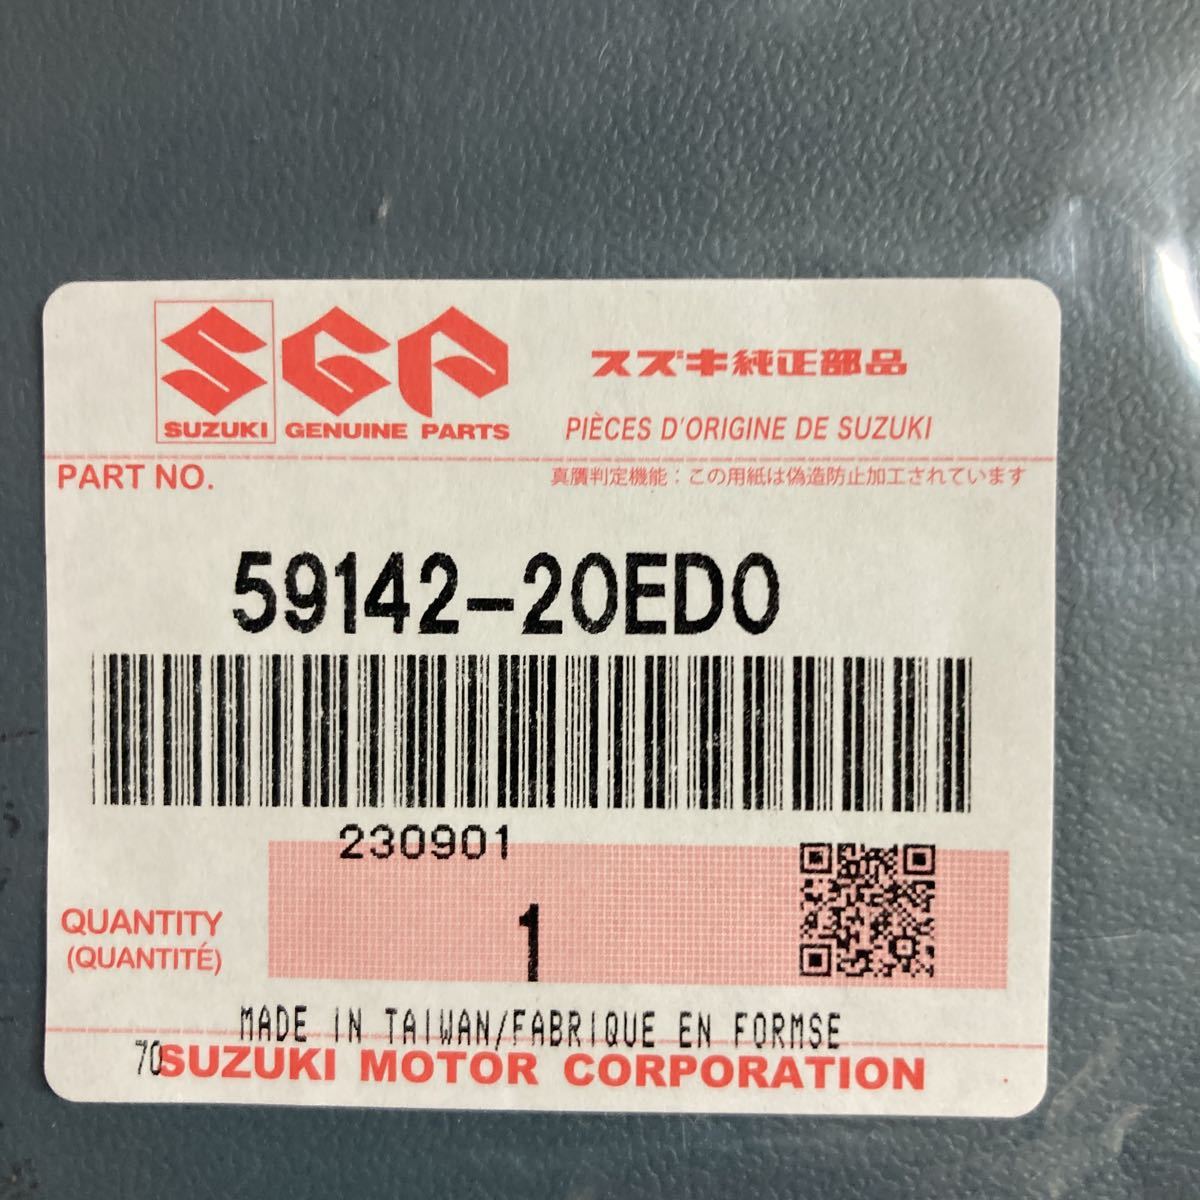 SGP
スズキ純正部品
SUZUKI GENUINE PARTS
PIÈCES D'ORIGINE DE SUZUKI
PART NO.
真贋判定機能：この用紙は偽造防止加工されています
59142-20ED0
230901
QUANTITY
(QUANTITÉ)
1
MADE IN TAIWAN/FABRIQUE EN FORMSE
70
SUZUKI MOTOR CORPORATION